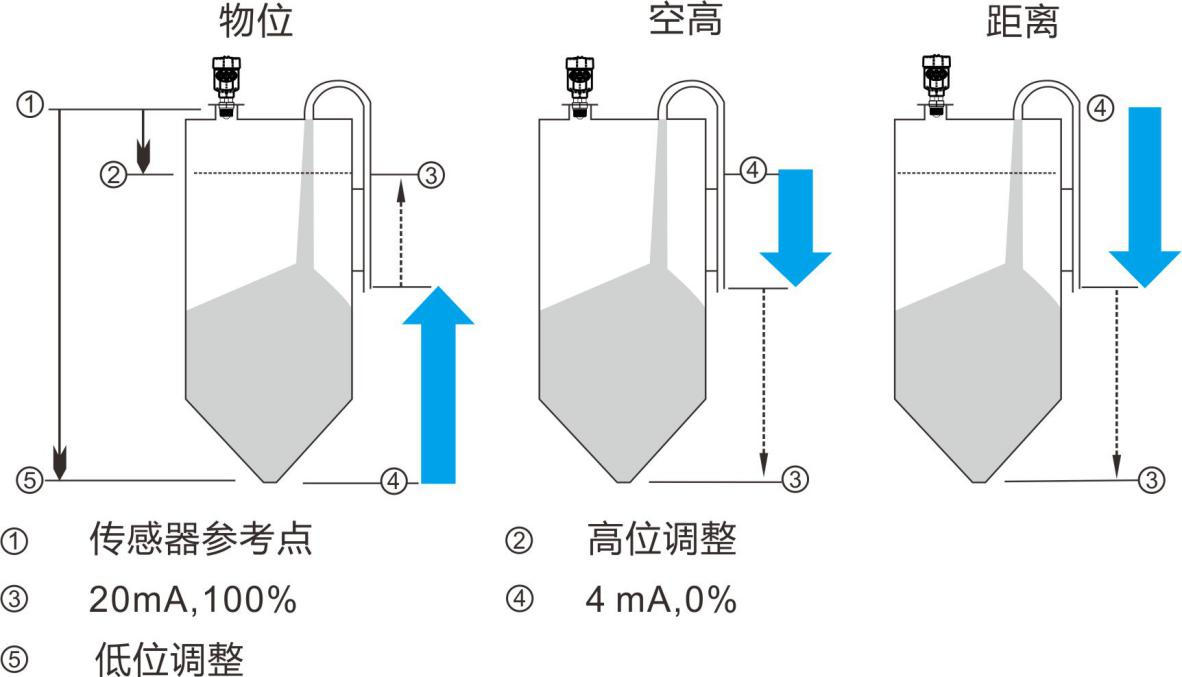 物位 空高 距离
① ④
② ③ ④
⑤ ④ ③ ③
① 传感器参考点 ② 高位调整
③ 20mA,100% ④ 4 mA,0%
⑤ 低位调整